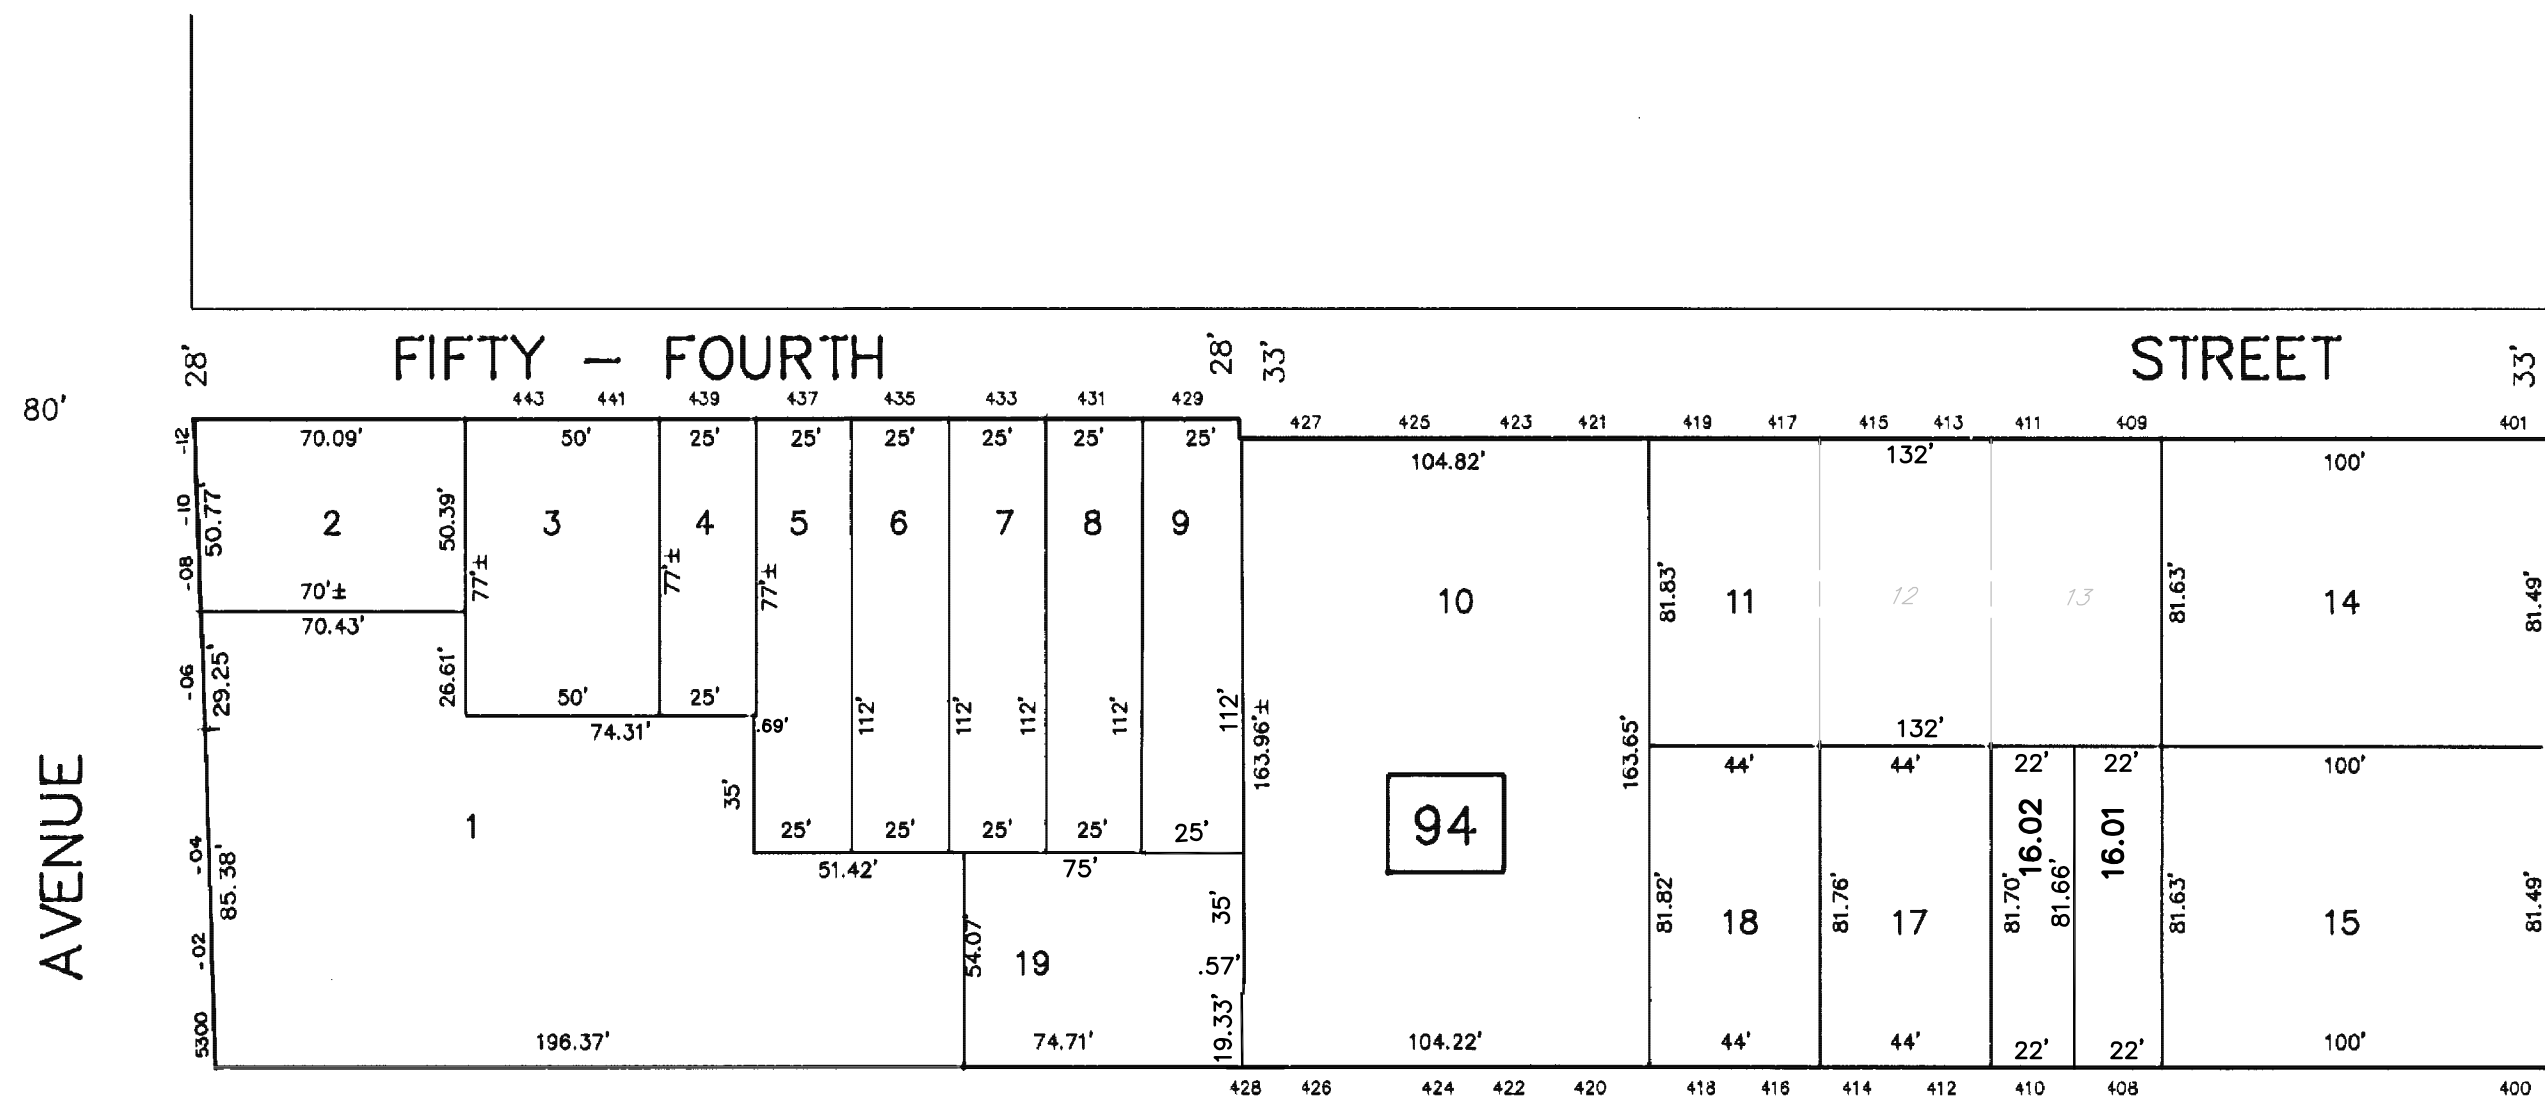 28'
FIFTY - FOURTH
28'
33'
STREET
33'
80'
443 441 439 437 435 433 431 429
427 425 423 421 419 417 415 413 411 409 401
-12
70.09' 50' 25' 25' 25' 25' 25' 25'
104.82' 132' 100'
-10
50.77'
50.39'
2 3 4 5 6 7 8 9
-08
77'± 77'± 77'±
70'±
70.43'
10 11 12 13 14
81.83' 81.63' 81.49'
-06
29.25'
26.61'
50' 25'
74.31' .69'
112' 112' 112' 112' 112'
163.96'±
163.65'
132'
44' 44' 22' 22' 100'
AVENUE
1
35'
25' 25' 25' 25' 25'
94
16.02 16.01
-04
85.38'
51.42' 75'
35'
81.82' 81.76' 81.70' 81.66' 81.63' 81.49'
18 17 15
-02
54.07'
19
.57'
19.33'
5300
196.37' 74.71' 104.22' 44' 44' 22' 22' 100'
428 426 424 422 420 418 416 414 412 410 408 400